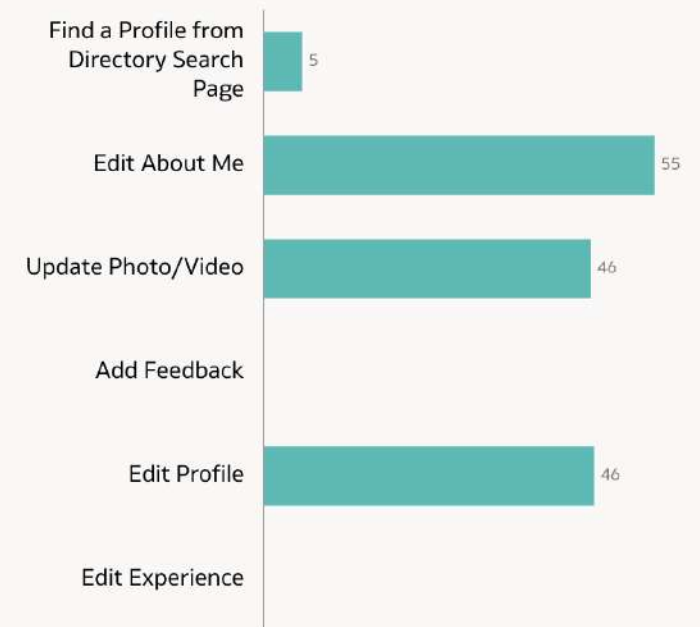 Find a Profile from
Directory Search
Page
5
Edit About Me
55
Update Photo/Video
46
Add Feedback
Edit Profile
46
Edit Experience